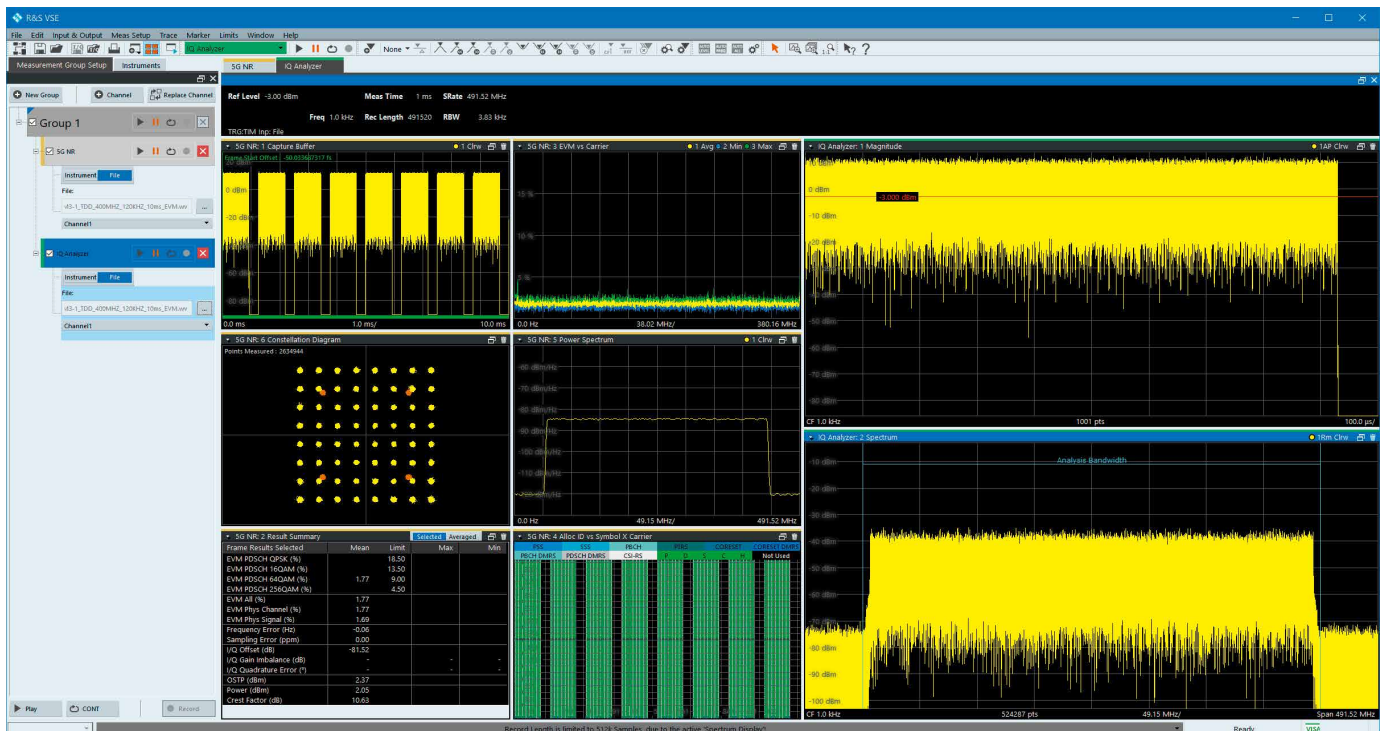 R&S VSE
File Edit Input & Output Meas Setup Trace Marker Limits Window Help
IQ Analyzer
None
Measurement Group Setup Instruments
5G NR IQ Analyzer
New Group Channel Replace Channel
Ref Level -3.00 dBm Meas Time 1 ms SRate 491.52 MHz
Freq 1.0 kHz Rec Length 491520 RBW 3.83 kHz
TRG:TIM Inp: File
Group 1
5G NR
Instrument File
File:
Channel1
IQ Analyzer
Instrument File
File:
Channel1
5G NR: 1 Capture Buffer 1 Clrw
Frame Start Offset
0 dBm
-20 dBm
-60 dBm
-80 dBm
0.0 ms 1.0 ms/ 10.0 ms
5G NR: 3 EVM vs Carrier 1 Avg 2 Min 3 Max
15 %
10 %
5 %
0.0 Hz 38.02 MHz/ 380.16 MHz
IQ Analyzer: 1 Magnitude 1AP Clrw
0 dBm
-3.000 dBm
-10 dBm
-20 dBm
-40 dBm
-50 dBm
-60 dBm
-70 dBm
-80 dBm
CF 1.0 kHz 1001 pts 100.0 µs/
5G NR: 6 Constellation Diagram
Points Measured : 2634944
5G NR: 5 Power Spectrum 1 Clrw
-60 dBm/Hz
-70 dBm/Hz
-80 dBm/Hz
-90 dBm/Hz
-100 dBm/Hz
-110 dBm/Hz
-120 dBm/Hz
0.0 Hz 49.15 MHz/ 491.52 MHz
IQ Analyzer: 2 Spectrum 1Rm Clrw
Analysis Bandwidth
-10 dBm
-20 dBm
-30 dBm
-40 dBm
-50 dBm
-60 dBm
-70 dBm
-80 dBm
-90 dBm
-100 dBm
CF 1.0 kHz 524287 pts 49.15 MHz/ Span 491.52 MHz
5G NR: 2 Result Summary Selected Averaged
Frame Results Selected Mean Limit Max Min
EVM PDSCH QPSK (%) 18.50
EVM PDSCH 16QAM (%) 13.50
EVM PDSCH 64QAM (%) 1.77 9.00
EVM PDSCH 256QAM (%) 4.50
EVM All (%) 1.77
EVM Phys Channel (%) 1.77
EVM Phys Signal (%) 1.69
Frequency Error (Hz) -0.06
Sampling Error (ppm) 0.00
I/Q Offset (dB) -81.52
I/Q Gain Imbalance (dB) - - -
I/Q Quadrature Error (°) - - -
OSTP (dBm) 2.37
Power (dBm) 2.05
Crest Factor (dB) 10.63
5G NR: 4 Alloc ID vs Symbol X Carrier
PSS SSS PBCH PTRS CORESET CORESET DMRS
PBCH DMRS PDSCH DMRS CSI-RS P D S C H Not Used
Play CONT Record
Record Length is limited to 512k Samples, due to the active 'Spectrum Display'
Ready VISA